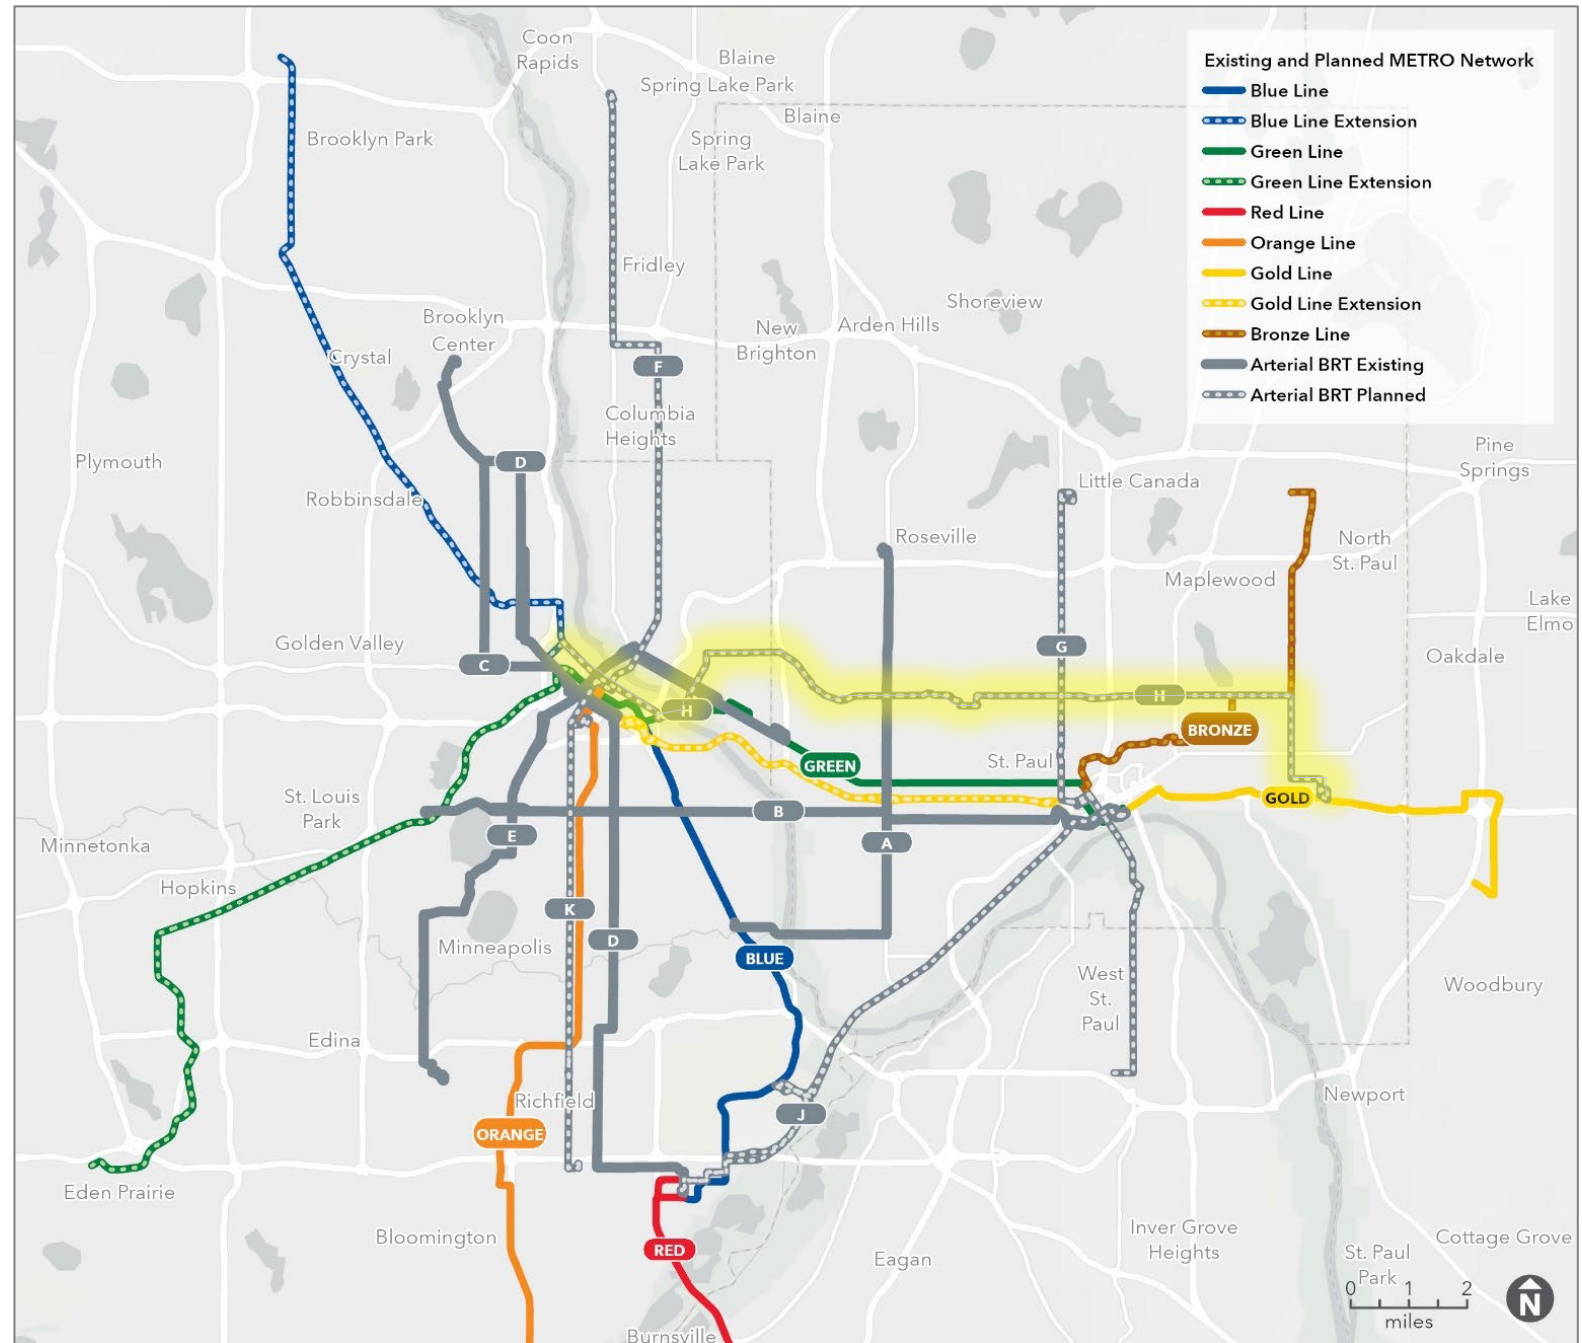 Existing and Planned METRO Network
Blue Line
Blue Line Extension
Green Line
Green Line Extension
Red Line
Orange Line
Gold Line
Gold Line Extension
Bronze Line
Arterial BRT Existing
Arterial BRT Planned
Coon
Rapids
Blaine
Spring Lake Park
Blaine
Brooklyn Park
Spring
Lake Park
Fridley
Shoreview
Brooklyn
Center
New
Brighton
Arden Hills
Crystal
F
Columbia
Heights
Plymouth
D
Pine
Springs
Robbinsdale
Little Canada
Roseville
North
St. Paul
Maplewood
Lake
Elmo
Golden Valley
C
G
Oakdale
H
H
BRONZE
GREEN
St. Paul
St. Louis
Park
GOLD
B
E
A
Minnetonka
Hopkins
K
Minneapolis
D
BLUE
West
St.
Paul
Woodbury
Edina
Richfield
Newport
J
ORANGE
Eden Prairie
Bloomington
RED
Eagan
Inver Grove
Heights
Cottage Grove
St. Paul
Park
0 1 2
miles
N
Burnsville